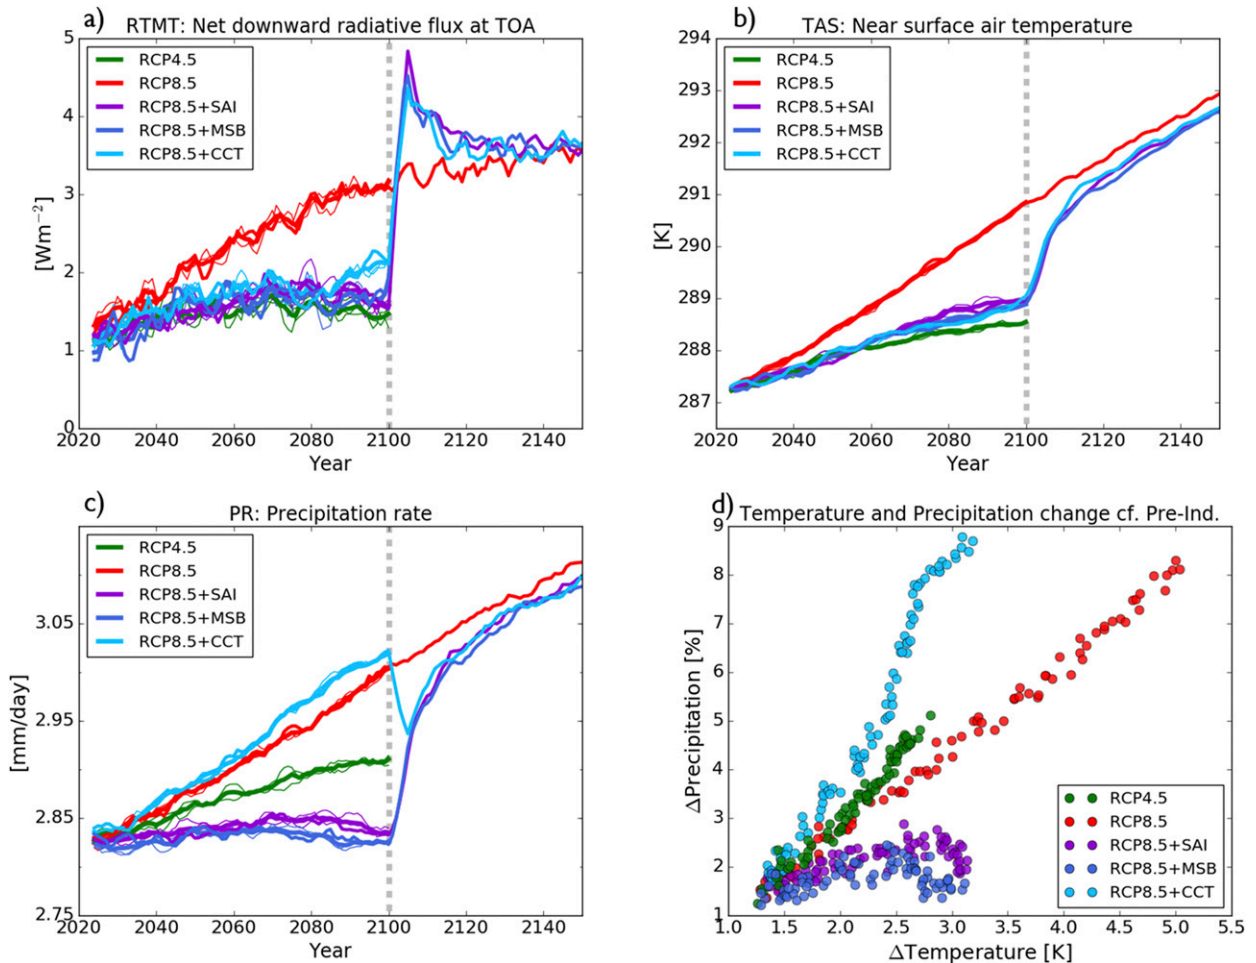 a)
RTMT: Net downward radiative flux at TOA
5
4
3
2
1
0
[Wm⁻²]
RCP4.5
RCP8.5
RCP8.5+SAI
RCP8.5+MSB
RCP8.5+CCT
2020 2040 2060 2080 2100 2120 2140
Year
b)
TAS: Near surface air temperature
294
293
292
291
290
289
288
287
[K]
RCP4.5
RCP8.5
RCP8.5+SAI
RCP8.5+MSB
RCP8.5+CCT
2020 2040 2060 2080 2100 2120 2140
Year
c)
PR: Precipitation rate
3.05
2.95
2.85
2.75
[mm/day]
RCP4.5
RCP8.5
RCP8.5+SAI
RCP8.5+MSB
RCP8.5+CCT
2020 2040 2060 2080 2100 2120 2140
Year
d)
Temperature and Precipitation change cf. Pre-Ind.
9
8
7
6
5
4
3
2
1
ΔPrecipitation [%]
RCP4.5
RCP8.5
RCP8.5+SAI
RCP8.5+MSB
RCP8.5+CCT
1.0 1.5 2.0 2.5 3.0 3.5 4.0 4.5 5.0 5.5
ΔTemperature [K]